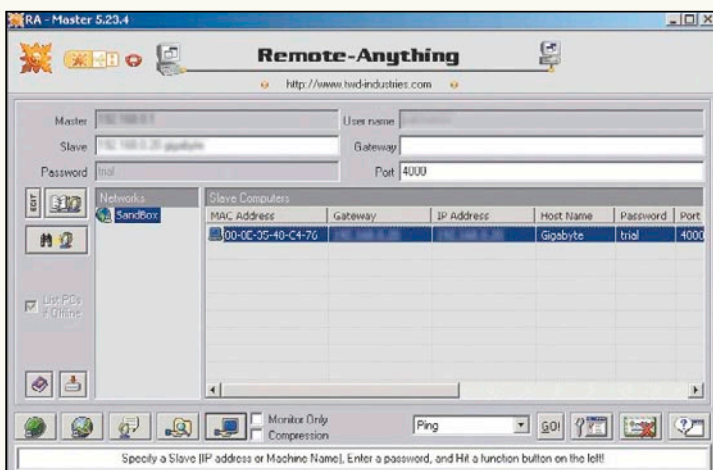 RA - Master 5.23.4
Remote-Anything
http://www.twd-industries.com
Master
User name
Slave
Gateway
Password trial Port 4000
EDIT
Networks
SandBox
Slave Computers
MAC Address Gateway IP Address Host Name Password Port
00-0E-35-40-C4-76 Gigabyte trial 4000
List PCs
if Offline
Monitor Only
Compression
Ping
GO!
Specify a Slave [IP address or Machine Name], Enter a password, and Hit a function button on the left!